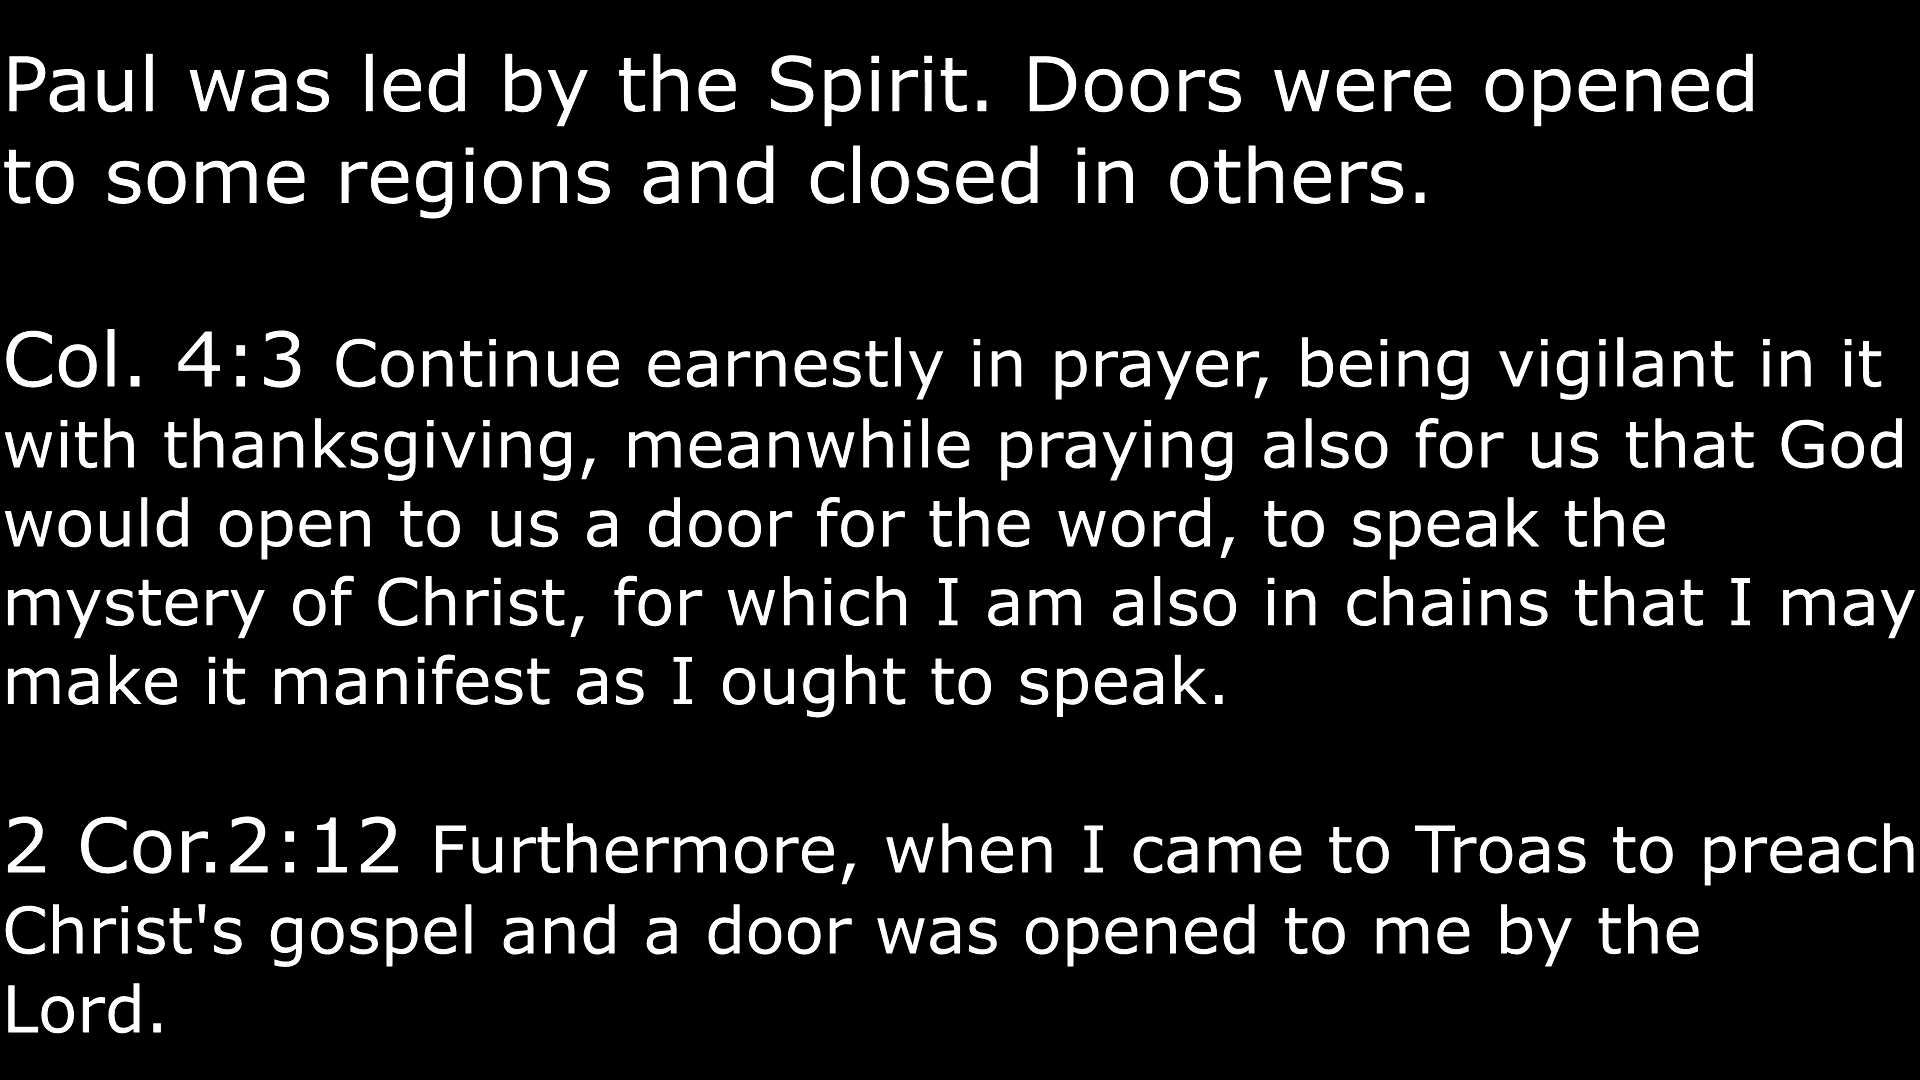 Paul was led by the Spirit. Doors were opened
to some regions and closed in others.
Col. 4:3 Continue earnestly in prayer, being vigilant in it
with thanksgiving, meanwhile praying also for us that God
would open to us a door for the word, to speak the
mystery of Christ, for which I am also in chains that I may
make it manifest as I ought to speak.
2 Cor.2:12 Furthermore, when I came to Troas to preach
Christ's gospel and a door was opened to me by the
Lord.